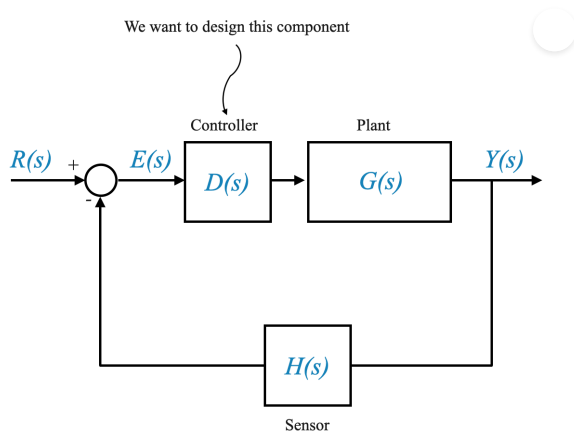 We want to design this component
Controller
Plant
R(s)
+
E(s)
D(s)
G(s)
Y(s)
-
H(s)
Sensor